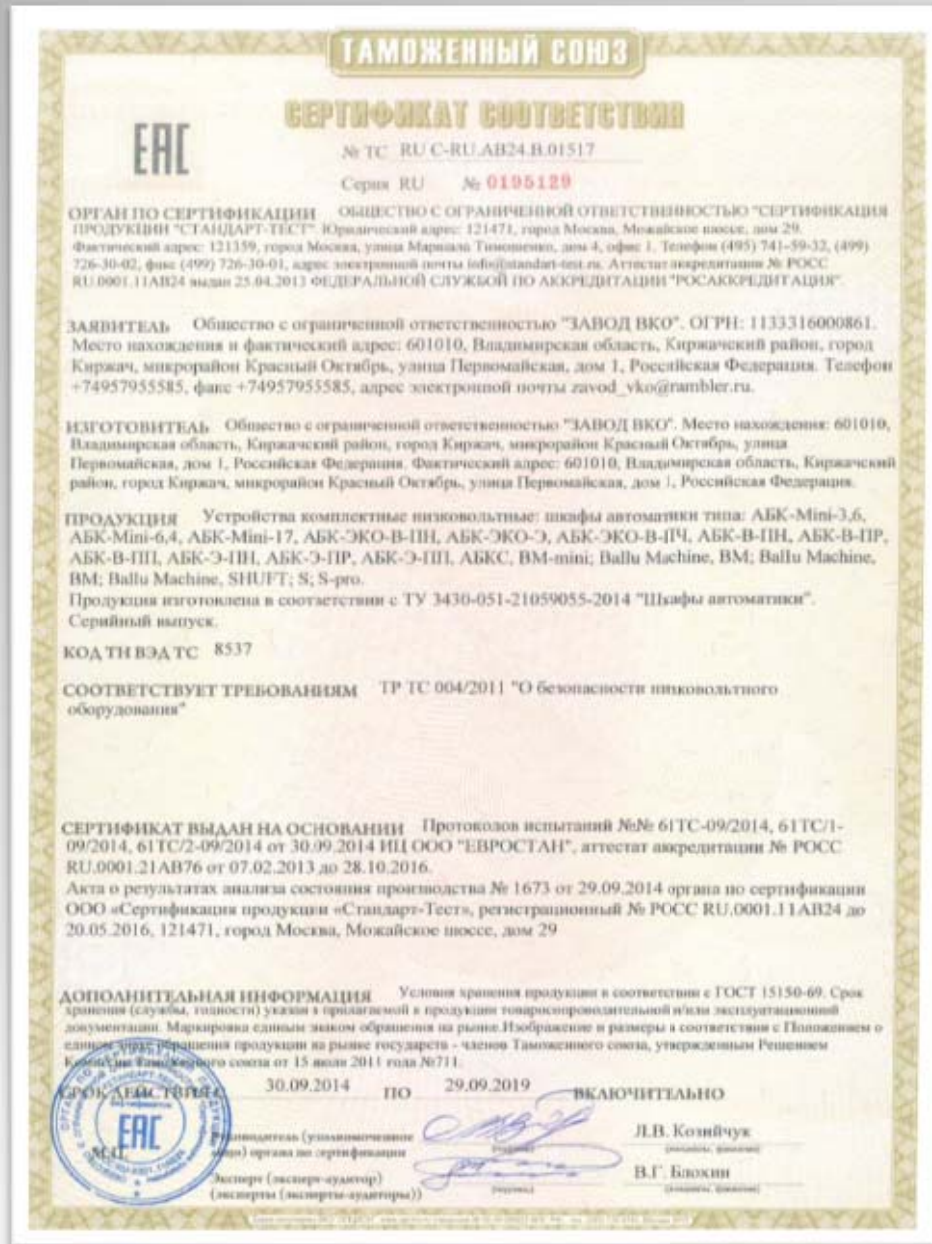 ТАМОЖЕННЫЙ СОЮЗ
СЕРТИФИКАТ СООТВЕТСТВИЯ
ЕАС
№ ТС RU C-RU.АВ24.В.01517
Серия RU № 0195129
ОРГАН ПО СЕРТИФИКАЦИИ ОБЩЕСТВО С ОГРАНИЧЕННОЙ ОТВЕТСТВЕННОСТЬЮ "СЕРТИФИКАЦИЯ
ПРОДУКЦИИ "СТАНДАРТ-ТЕСТ". Юридический адрес: 121471, город Москва, Можайское шоссе, дом 29.
Фактический адрес: 121359, город Москва, улица Маршала Тимошенко, дом 4, офис 1. Телефон (495) 741-59-32, (499)
726-30-02, факс (499) 726-30-01, адрес электронной почты info@standart-test.ru. Аттестат аккредитации № РОСС
RU.0001.11АВ24 выдан 25.04.2013 ФЕДЕРАЛЬНОЙ СЛУЖБОЙ ПО АККРЕДИТАЦИИ "РОСАККРЕДИТАЦИЯ".
ЗАЯВИТЕЛЬ Общество с ограниченной ответственностью "ЗАВОД ВКО". ОГРН: 1133316000861.
Место нахождения и фактический адрес: 601010, Владимирская область, Киржачский район, город
Киржач, микрорайон Красный Октябрь, улица Первомайская, дом 1, Российская Федерация. Телефон
+74957955585, факс +74957955585, адрес электронной почты zavod_vko@rambler.ru.
ИЗГОТОВИТЕЛЬ Общество с ограниченной ответственностью "ЗАВОД ВКО". Место нахождения: 601010,
Владимирская область, Киржачский район, город Киржач, микрорайон Красный Октябрь, улица
Первомайская, дом 1, Российская Федерация. Фактический адрес: 601010, Владимирская область, Киржачский
район, город Киржач, микрорайон Красный Октябрь, улица Первомайская, дом 1, Российская Федерация.
ПРОДУКЦИЯ Устройства комплектные низковольтные: шкафы автоматики типа: АБК-Mini-3,6,
АБК-Mini-6,4, АБК-Mini-17, АБК-ЭКО-В-ПН, АБК-ЭКО-Э, АБК-ЭКО-В-ПЧ, АБК-В-ПН, АБК-В-ПР,
АБК-В-ПП, АБК-Э-ПН, АБК-Э-ПР, АБК-Э-ПП, АБКС, BM-mini; Ballu Machine, BM; Ballu Machine,
BM; Ballu Machine, SHUFT; S; S-pro.
Продукция изготовлена в соответствии с ТУ 3430-051-21059055-2014 "Шкафы автоматики".
Серийный выпуск.
КОД ТН ВЭД ТС 8537
СООТВЕТСТВУЕТ ТРЕБОВАНИЯМ ТР ТС 004/2011 "О безопасности низковольтного
оборудования"
СЕРТИФИКАТ ВЫДАН НА ОСНОВАНИИ Протоколов испытаний №№ 61ТС-09/2014, 61ТС/1-
09/2014, 61ТС/2-09/2014 от 30.09.2014 ИЦ ООО "ЕВРОСТАН", аттестат аккредитации № РОСС
RU.0001.21АВ76 от 07.02.2013 до 28.10.2016.
Акта о результатах анализа состояния производства № 1673 от 29.09.2014 органа по сертификации
ООО «Сертификация продукции «Стандарт-Тест», регистрационный № РОСС RU.0001.11АВ24 до
20.05.2016, 121471, город Москва, Можайское шоссе, дом 29
ДОПОЛНИТЕЛЬНАЯ ИНФОРМАЦИЯ Условия хранения продукции в соответствии с ГОСТ 15150-69. Срок
хранения (службы, годности) указан в прилагаемой к продукции товаросопроводительной и/или эксплуатационной
документации. Маркировка единым знаком обращения на рынке.Изображение и размеры в соответствии с Положением о
едином знаке обращения продукции на рынке государств - членов Таможенного союза, утвержденным Решением
Комиссии Таможенного союза от 15 июля 2011 года №711.
СРОК ДЕЙСТВИЯ С 30.09.2014 ПО 29.09.2019 ВКЛЮЧИТЕЛЬНО
ЕАС
М.П.
Руководитель (уполномоченное
лицо) органа по сертификации
(подпись)
Л.В. Козийчук
(инициалы, фамилия)
Эксперт (эксперт-аудитор)
(эксперты (эксперты-аудиторы))
(подпись)
В.Г. Блохин
(инициалы, фамилия)